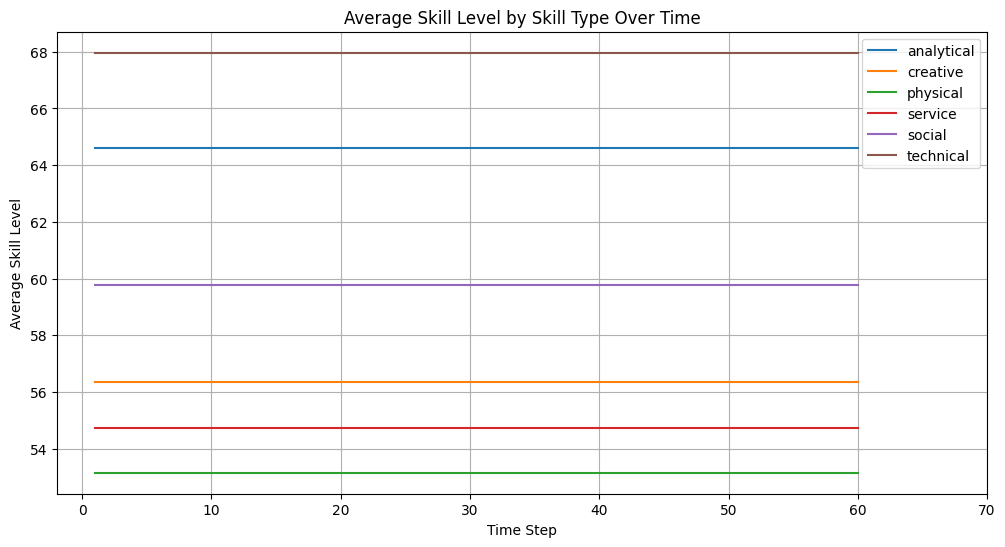 Average Skill Level by Skill Type Over Time
68
66
64
62
60
58
56
54
Average Skill Level
analytical
creative
physical
service
social
technical
0 10 20 30 40 50 60 70
Time Step